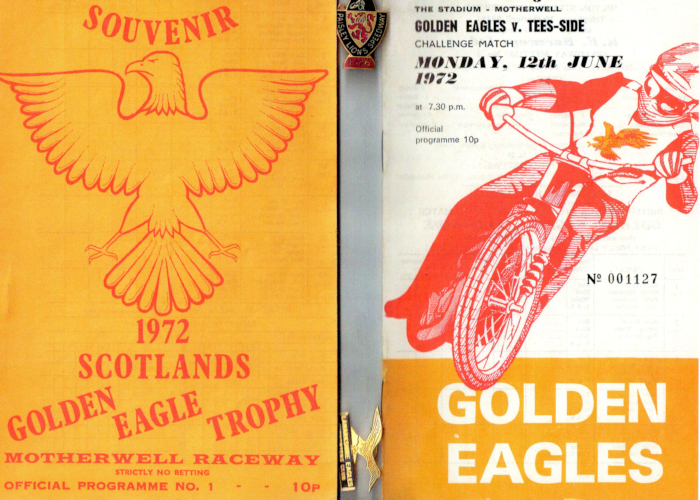 SOUVENIR
1972
SCOTLANDS
GOLDEN EAGLE TROPHY
MOTHERWELL RACEWAY
STRICTLY NO BETTING
OFFICIAL PROGRAMME NO. 1 - - 10P
PAISLEY LIONS SPEEDWAY
THE STADIUM - MOTHERWELL
GOLDEN EAGLES v. TEES-SIDE
CHALLENGE MATCH
MONDAY, 12th JUNE
1972
at 7.30 p.m.
Official
programme 10p
Nº 001127
GOLDEN
EAGLES